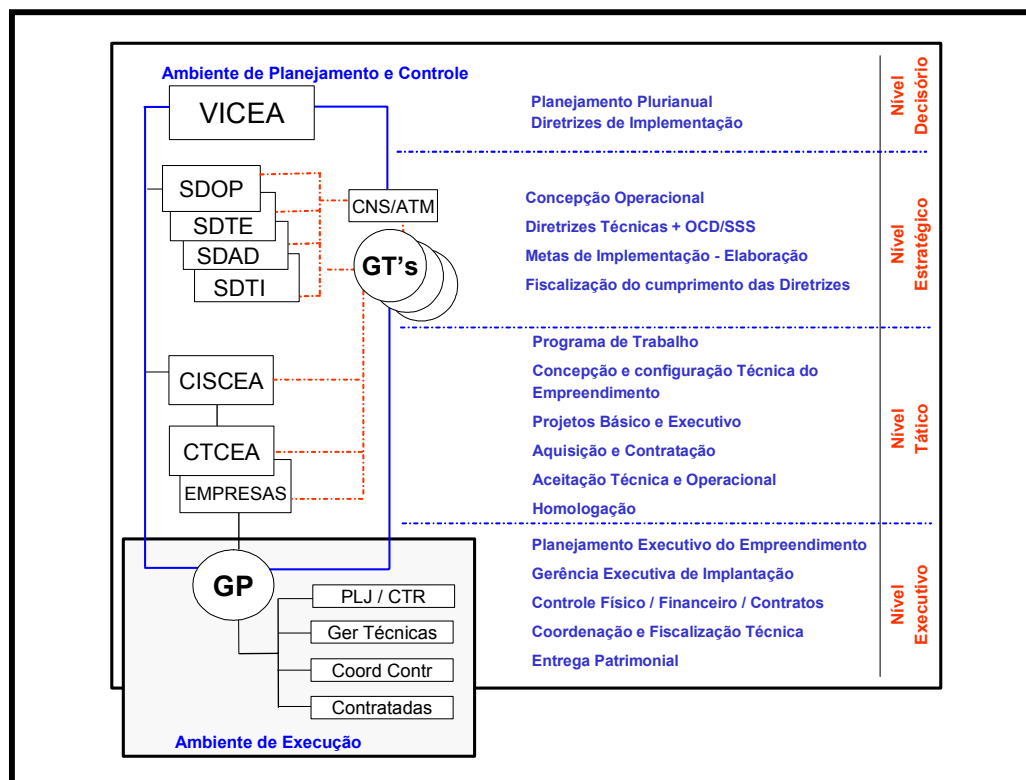 Ambiente de Planejamento e Controle
VICEA
SDOP
SDTE
SDAD
SDTI
CNS/ATM
GT's
CISCEA
CTCEA
EMPRESAS
GP
PLJ / CTR
Ger Técnicas
Coord Contr
Contratadas
Ambiente de Execução
Planejamento Plurianual
Diretrizes de Implementação
Nível
Decisório
Concepção Operacional
Diretrizes Técnicas + OCD/SSS
Metas de Implementação - Elaboração
Fiscalização do cumprimento das Diretrizes
Nível
Estratégico
Programa de Trabalho
Concepção e configuração Técnica do
Empreendimento
Projetos Básico e Executivo
Aquisição e Contratação
Aceitação Técnica e Operacional
Homologação
Nível
Tático
Planejamento Executivo do Empreendimento
Gerência Executiva de Implantação
Controle Físico / Financeiro / Contratos
Coordenação e Fiscalização Técnica
Entrega Patrimonial
Nível
Executivo